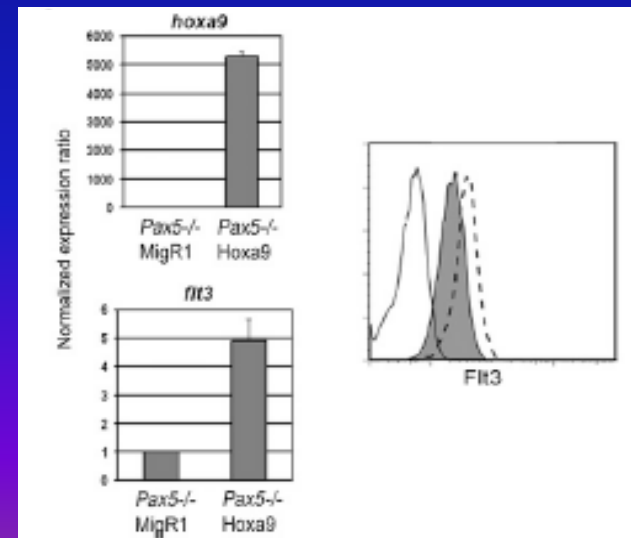 hoxa9
Normalized expression ratio
6000
5000
4000
3000
2000
1000
0
Pax5-/-
MigR1
Pax5-/-
Hoxa9
flt3
6
5
4
3
2
1
0
Pax5-/-
MigR1
Pax5-/-
Hoxa9
Flt3